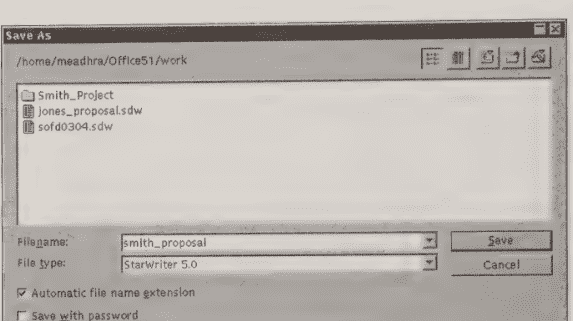 Save As
/home/meadhra/Office51/work
Smith_Project
jones_proposal.sdw
sofd0304.sdw
Filename:
smith_proposal
Save
File type:
StarWriter 5.0
Cancel
Automatic file name extension
Save with password